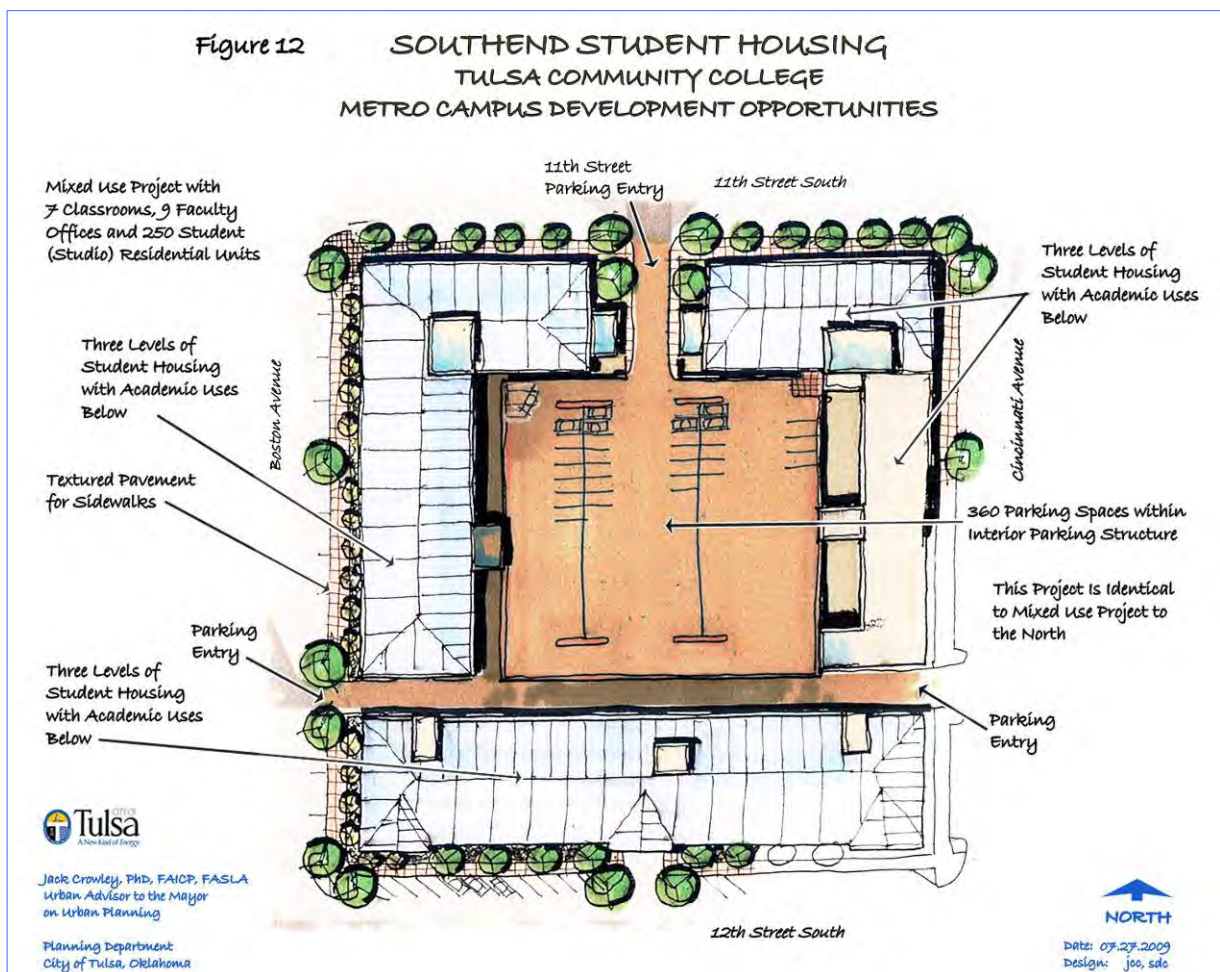 Figure 12
SOUTHEND STUDENT HOUSING
TULSA COMMUNITY COLLEGE
METRO CAMPUS DEVELOPMENT OPPORTUNITIES
11th Street
Parking Entry
11th Street South
Mixed Use Project with
7 Classrooms, 9 Faculty
Offices and 250 Student
(Studio) Residential Units
Three Levels of
Student Housing
with Academic Uses
Below
Three Levels of
Student Housing
with Academic Uses
Below
Boston Avenue
Cincinnati Avenue
Textured Pavement
for Sidewalks
360 Parking Spaces within
Interior Parking Structure
This Project Is Identical
to Mixed Use Project to
the North
Parking
Entry
Three Levels of
Student Housing
with Academic Uses
Below
Parking
Entry
CITY OF
Tulsa
A New Kind of Energy
Jack Crowley, PhD, FAICP, FASLA
Urban Advisor to the Mayor
on Urban Planning
Planning Department
City of Tulsa, Oklahoma
12th Street South
NORTH
Date: 07.27.2009
Design: jcc, sdc